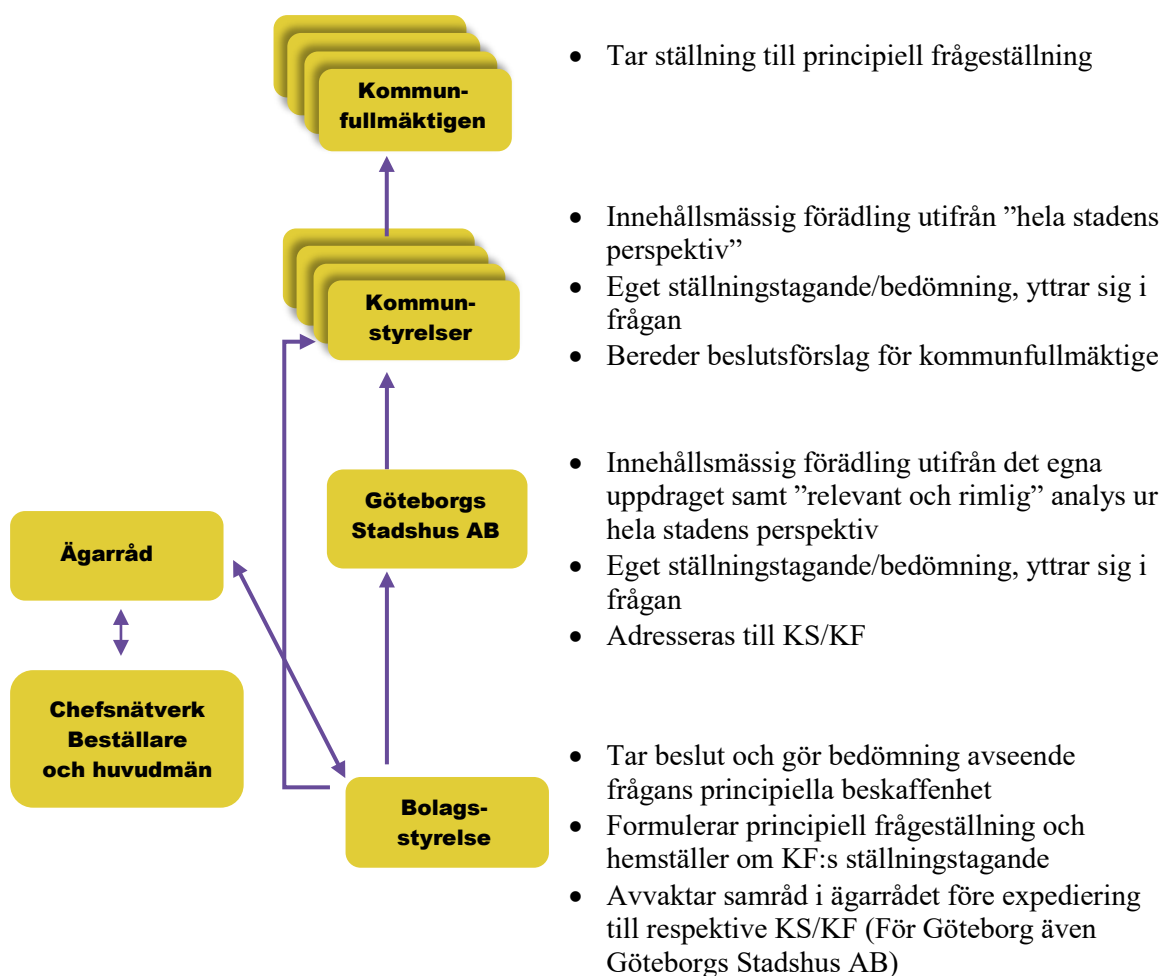 Kommun-
fullmäktigen
• Tar ställning till principiell frågeställning
Kommun-
styrelser
• Innehållsmässig förädling utifrån ”hela stadens
perspektiv”
• Eget ställningstagande/bedömning, yttrar sig i
frågan
• Bereder beslutsförslag för kommunfullmäktige
Göteborgs
Stadshus AB
• Innehållsmässig förädling utifrån det egna
uppdraget samt ”relevant och rimlig” analys ur
hela stadens perspektiv
• Eget ställningstagande/bedömning, yttrar sig i
frågan
• Adresseras till KS/KF
Ägarråd
Chefsnätverk
Beställare
och huvudmän
Bolags-
styrelse
• Tar beslut och gör bedömning avseende
frågans principiella beskaffenhet
• Formulerar principiell frågeställning och
hemställer om KF:s ställningstagande
• Avvaktar samråd i ägarrådet före expediering
till respektive KS/KF (För Göteborg även
Göteborgs Stadshus AB)